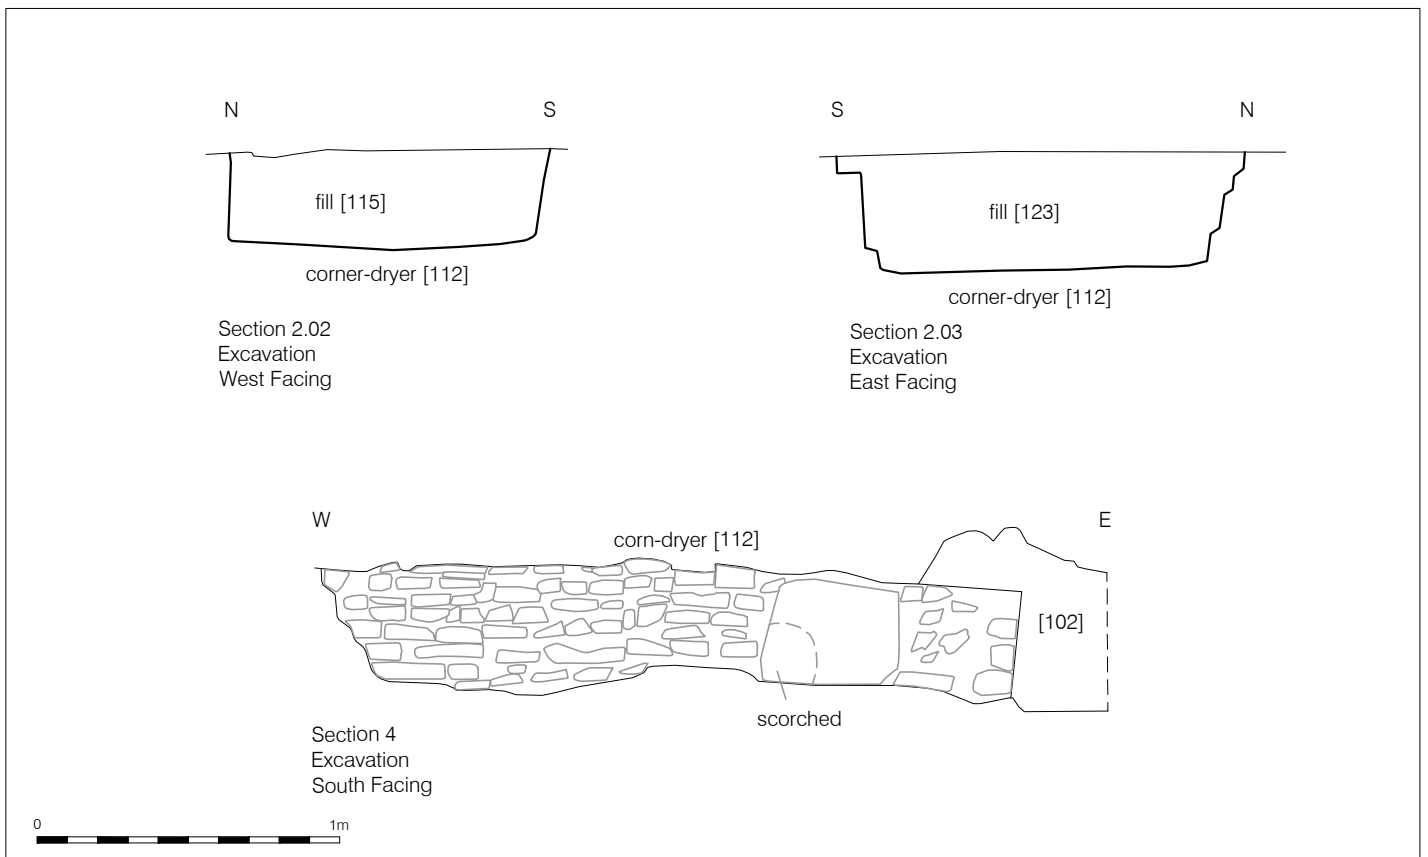 N
S
fill [115]
corner-dryer [112]
Section 2.02
Excavation
West Facing
S
N
fill [123]
corner-dryer [112]
Section 2.03
Excavation
East Facing
W
E
corn-dryer [112]
[102]
scorched
Section 4
Excavation
South Facing
0
1m